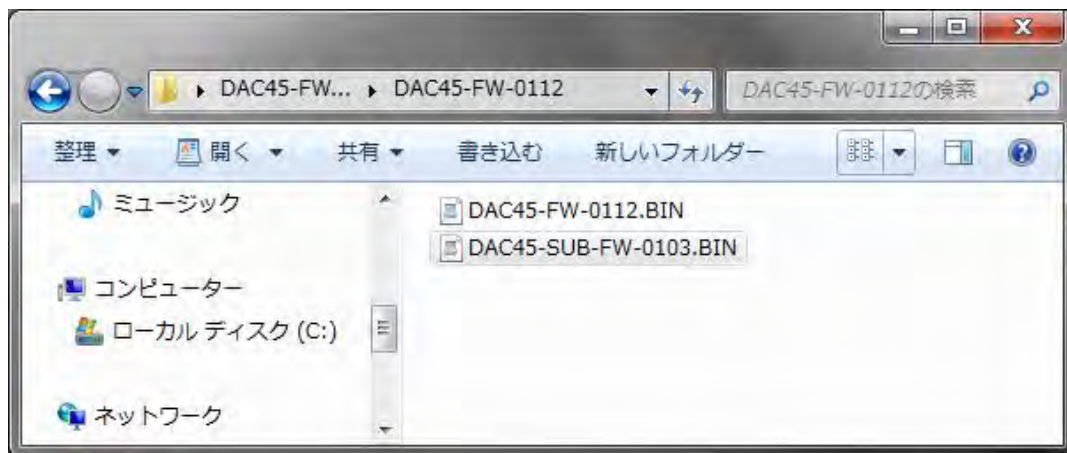 DAC45-FW... DAC45-FW-0112 DAC45-FW-0112の検索
整理 開く 共有 書き込む 新しいフォルダー
ミュージック
コンピューター
ローカル ディスク (C:)
ネットワーク
DAC45-FW-0112.BIN
DAC45-SUB-FW-0103.BIN